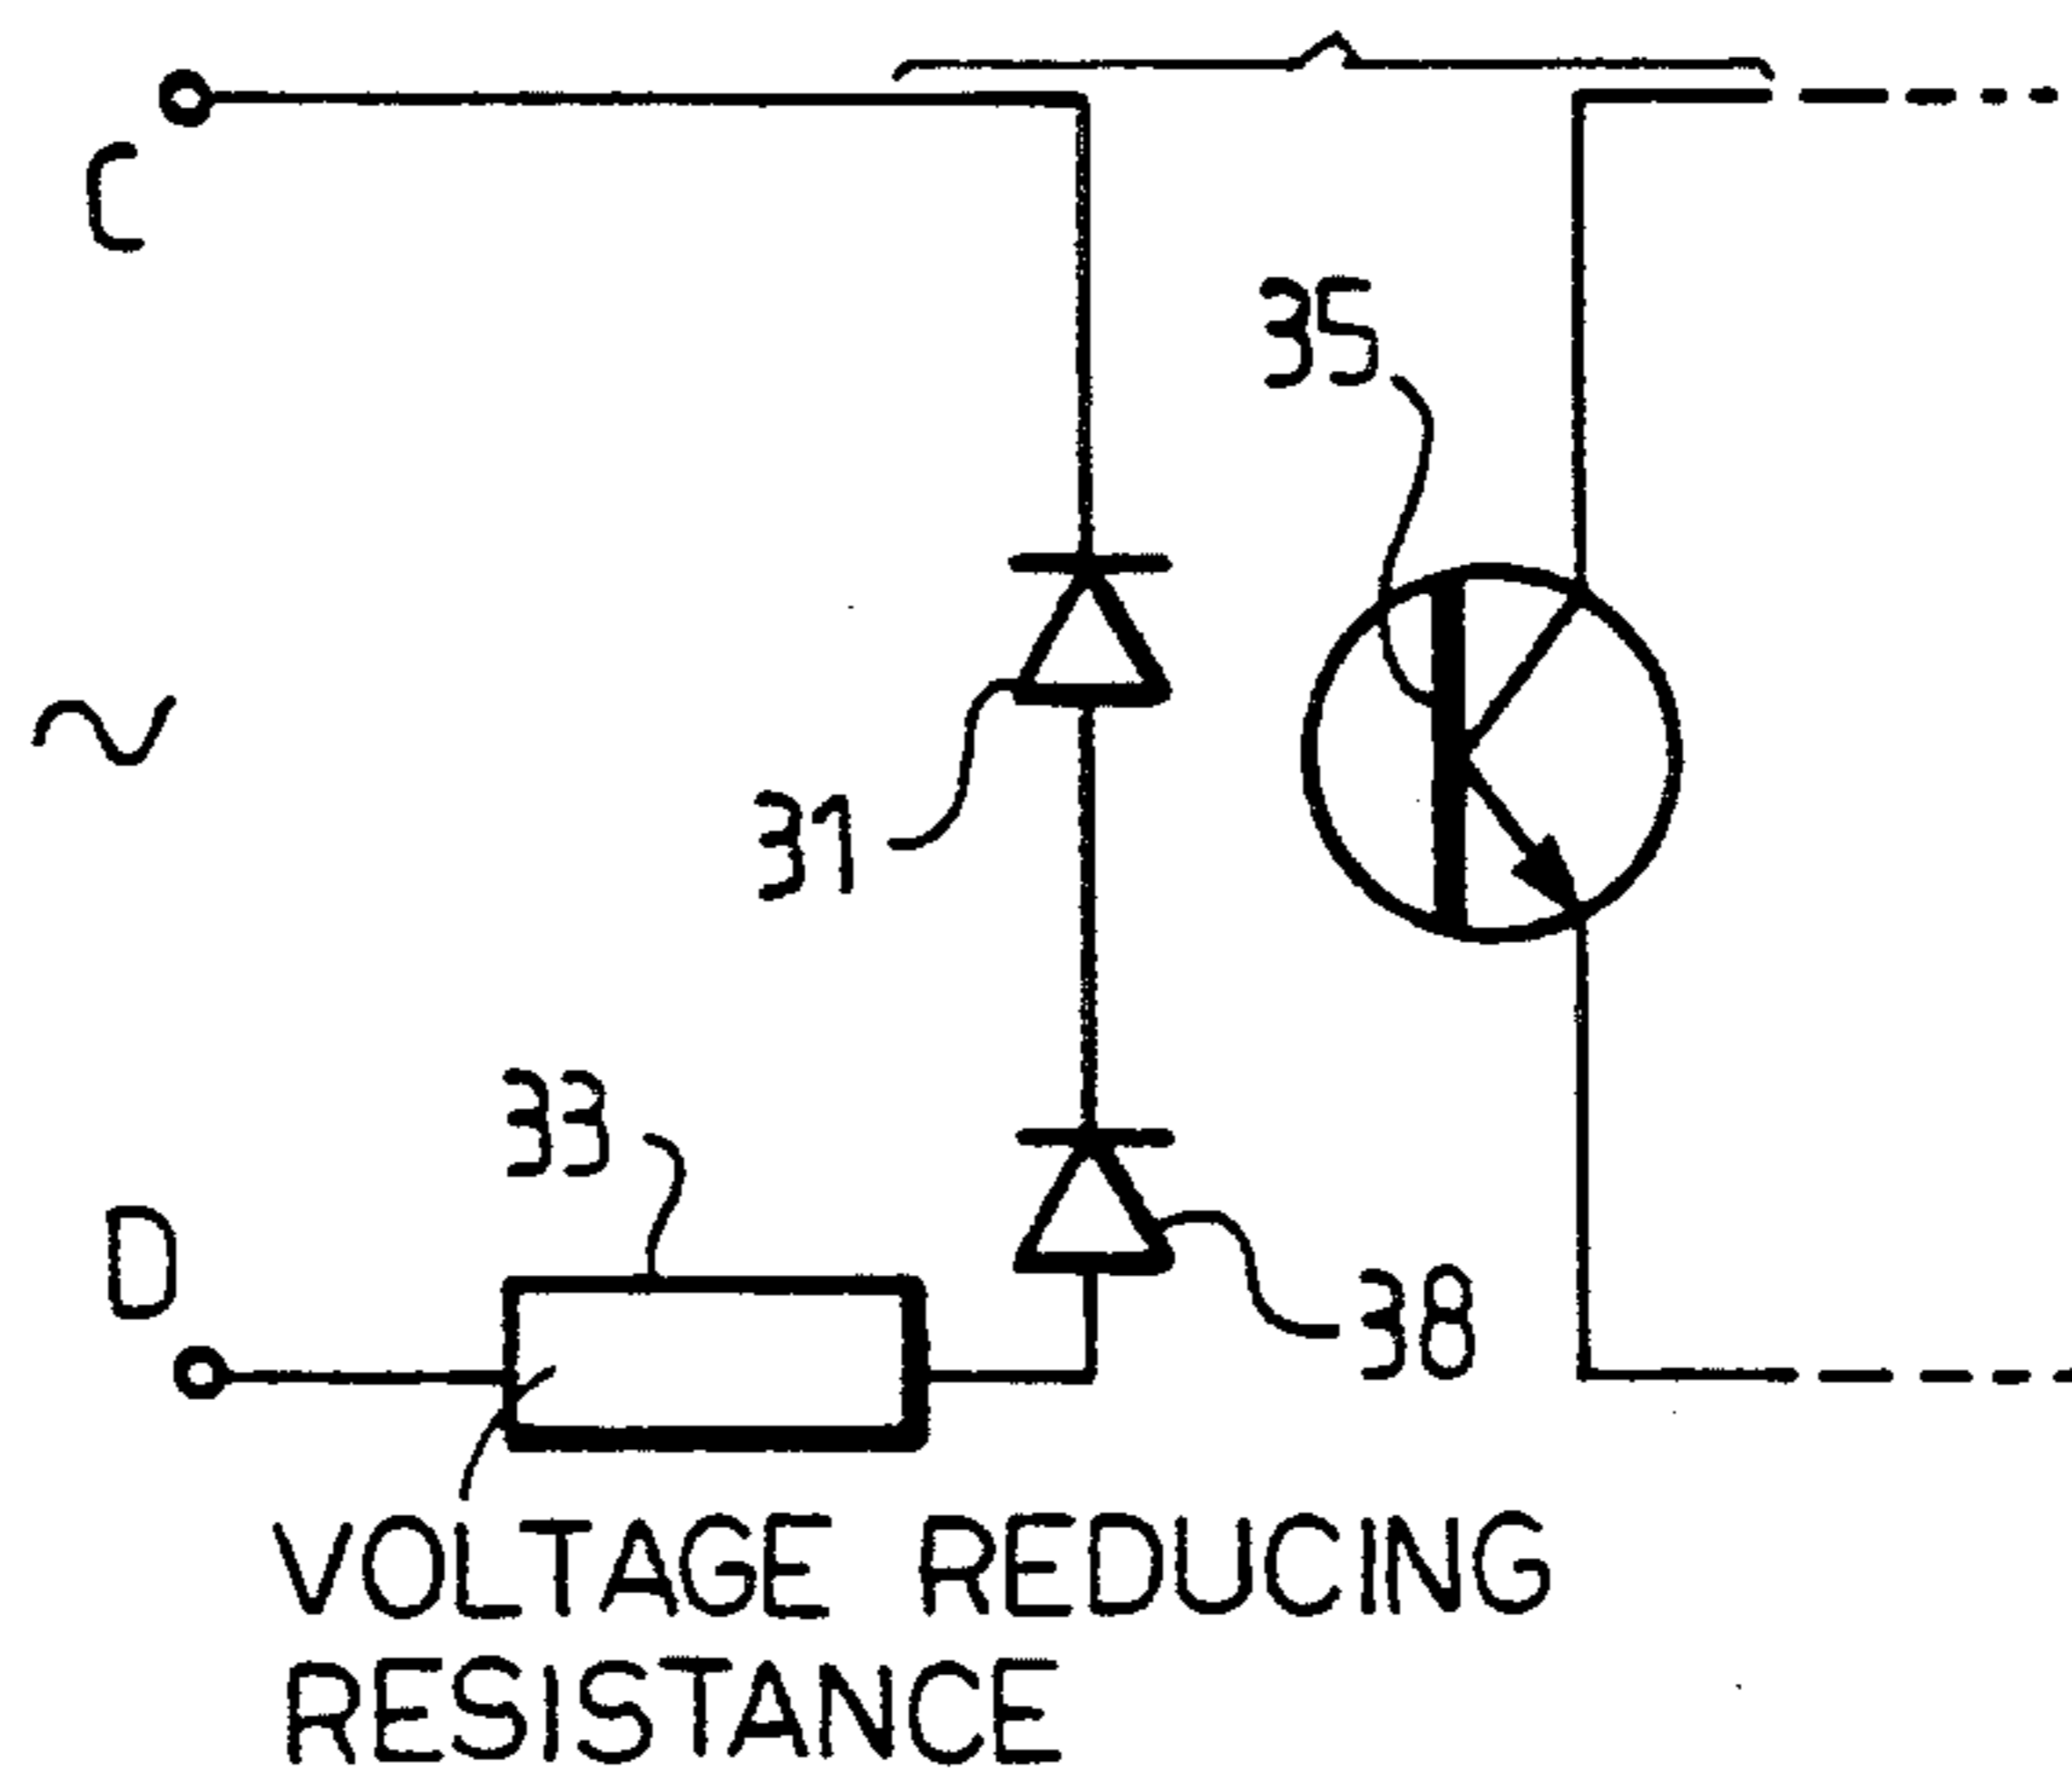 C
35
~
31
33
D
38
VOLTAGE REDUCING
RESISTANCE